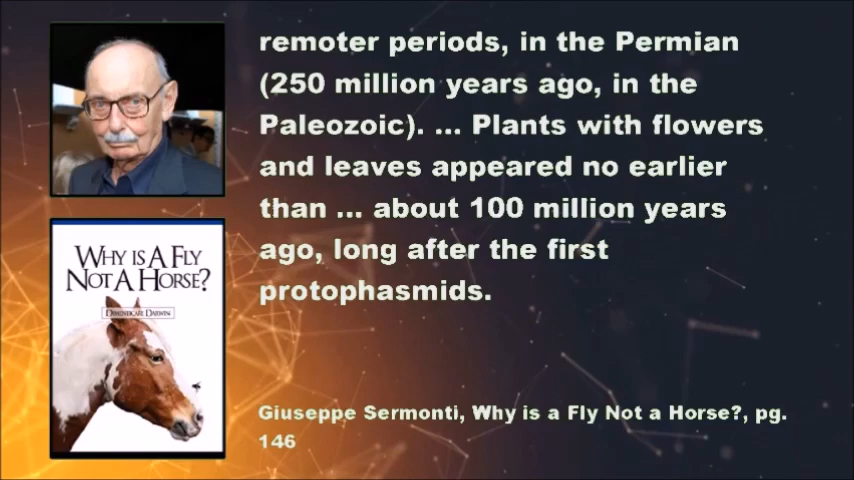 remoter periods, in the Permian
(250 million years ago, in the
Paleozoic). ... Plants with flowers
and leaves appeared no earlier
than ... about 100 million years
ago, long after the first
protophasmids.
WHY IS A FLY
NOT A HORSE?
DIMENTICARE DARWIN
Giuseppe Sermonti, Why is a Fly Not a Horse?, pg.
146